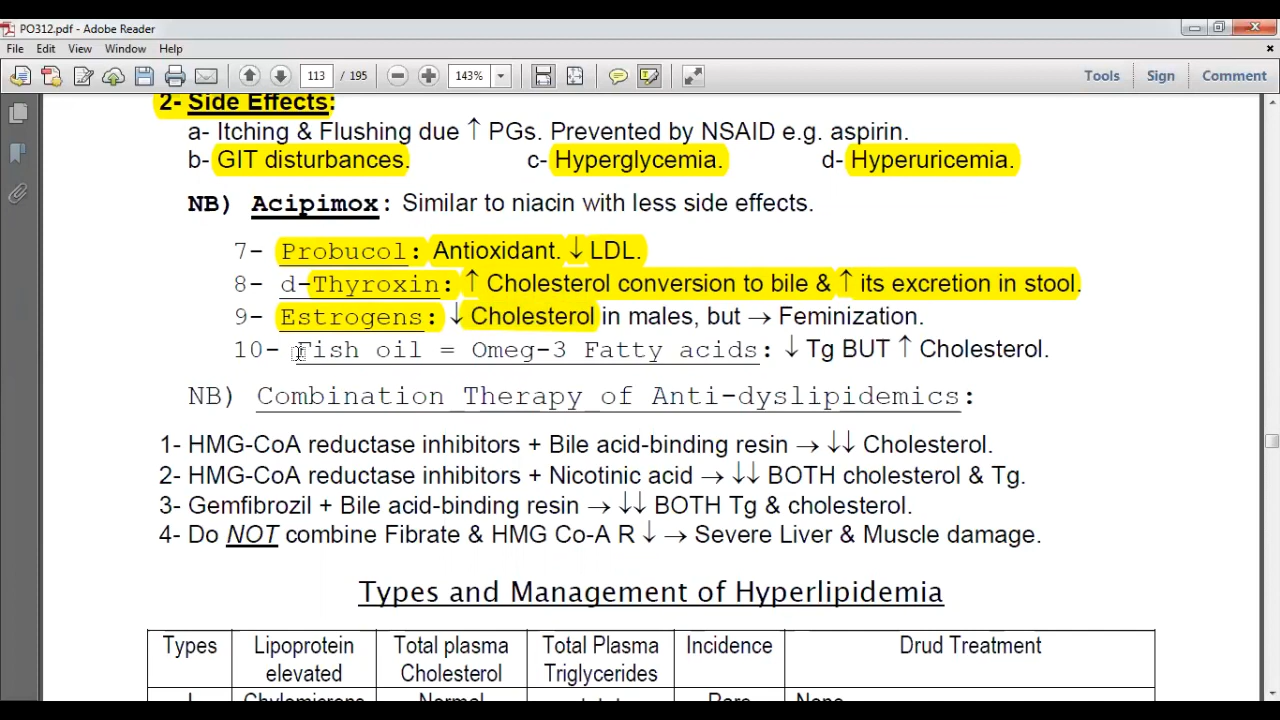 PO312.pdf - Adobe Reader
File Edit View Window Help
113 / 195 143% Tools Sign Comment
2- Side Effects:
a- Itching & Flushing due ↑ PGs. Prevented by NSAID e.g. aspirin.
b- GIT disturbances. c- Hyperglycemia. d- Hyperuricemia.
NB) Acipimox: Similar to niacin with less side effects.
7- Probucol: Antioxidant. ↓ LDL.
8- d-Thyroxin: ↑ Cholesterol conversion to bile & ↑ its excretion in stool.
9- Estrogens: ↓ Cholesterol in males, but → Feminization.
10- Fish oil = Omeg-3 Fatty acids: ↓ Tg BUT ↑ Cholesterol.
NB) Combination Therapy of Anti-dyslipidemics:
1- HMG-CoA reductase inhibitors + Bile acid-binding resin → ↓↓ Cholesterol.
2- HMG-CoA reductase inhibitors + Nicotinic acid → ↓↓ BOTH cholesterol & Tg.
3- Gemfibrozil + Bile acid-binding resin → ↓↓ BOTH Tg & cholesterol.
4- Do NOT combine Fibrate & HMG Co-A R ↓ → Severe Liver & Muscle damage.
Types and Management of Hyperlipidemia
Types Lipoprotein elevated Total plasma Cholesterol Total Plasma Triglycerides Incidence Drud Treatment
I Chylomicrons Normal Rare None